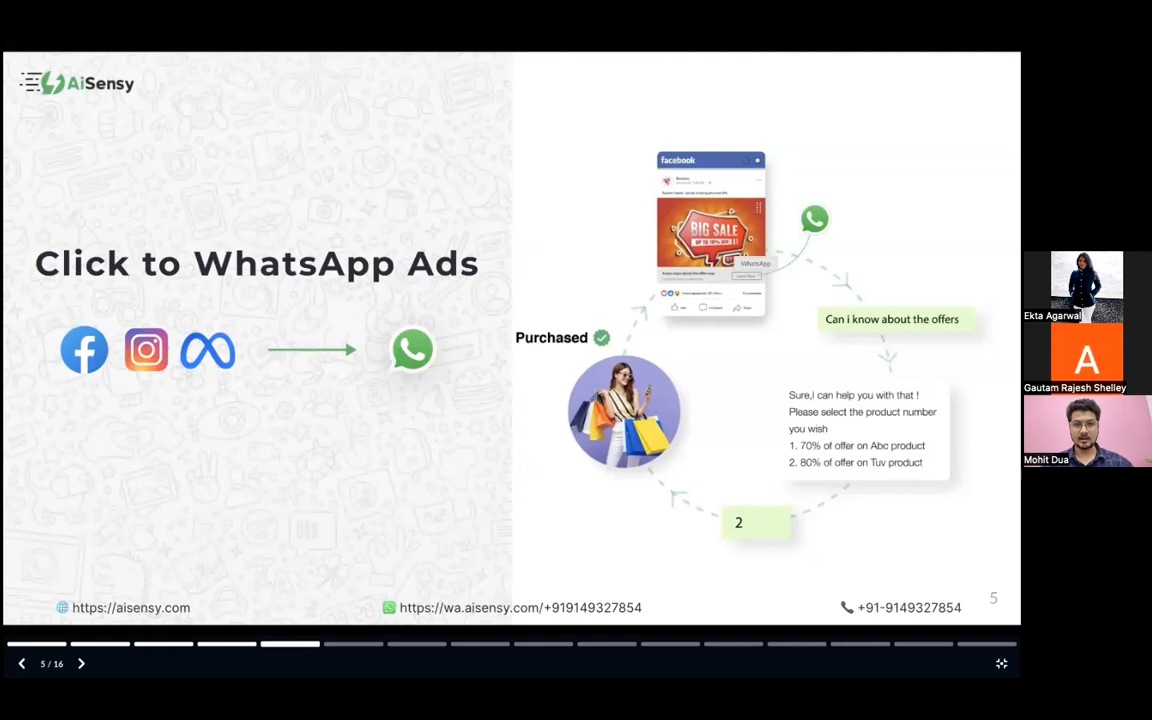 AiSensy
Click to WhatsApp Ads
facebook
BIG SALE
WhatsApp
Can i know about the offers
Purchased
Sure,I can help you with that !
Please select the product number
you wish
1. 70% of offer on Abc product
2. 80% of offer on Tuv product
2
https://aisensy.com
https://wa.aisensy.com/+919149327854
+91-9149327854
5
5 / 16
Ekta Agarwal
A
Gautam Rajesh Shelley
Mohit Dua